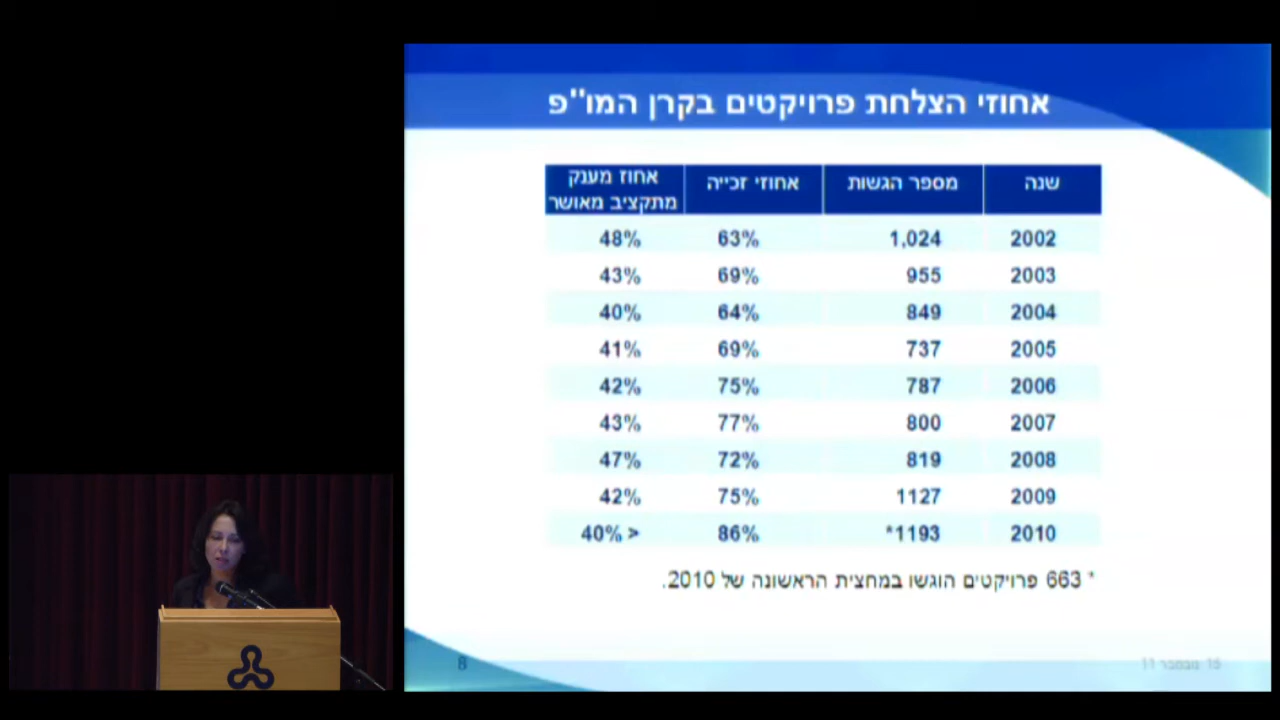 אחוזי הצלחת פרויקטים בקרן המו"פ
שנה מספר הגשות אחוזי זכייה אחוז מענק מתקציב מאושר
2002 1,024 63% 48%
2003 955 69% 43%
2004 849 64% 40%
2005 737 69% 41%
2006 787 75% 42%
2007 800 77% 43%
2008 819 72% 47%
2009 1127 75% 42%
2010 1193* 86% 40% >
* 663 פרויקטים הוגשו במחצית הראשונה של 2010.
8
15 נובמבר 11